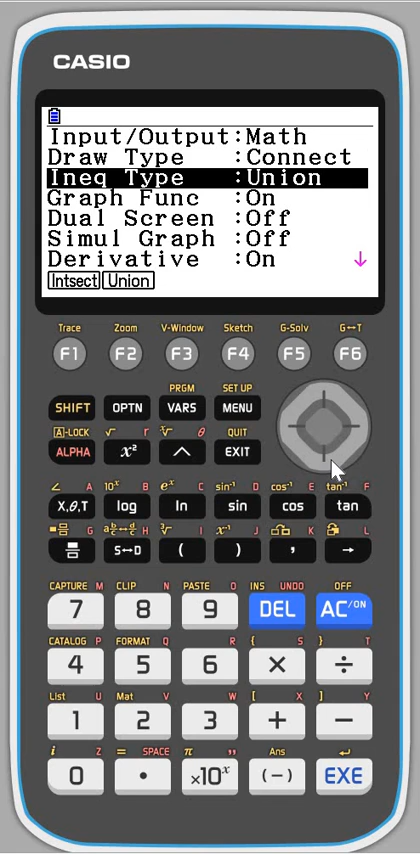 CASIO
Input/Output:Math
Draw Type :Connect
Ineq Type :Union
Graph Func :On
Dual Screen :Off
Simul Graph :Off
Derivative :On ↓
Intsect Union
Trace Zoom V-Window Sketch G-Solv G↔T
F1 F2 F3 F4 F5 F6
PRGM SET UP
SHIFT OPTN VARS MENU
A-LOCK √ r θ QUIT
ALPHA x² ^ EXIT
∠ A 10ˣ B eˣ C sin⁻¹ D cos⁻¹ E tan⁻¹ F
X,θ,T log ln sin cos tan
G a b/c↔d/c H ³√ I x⁻¹ J K L
S↔D ( ) , →
CAPTURE M CLIP N PASTE O INS UNDO OFF
7 8 9 DEL AC/ON
CATALOG P FORMAT Q R { S } T
4 5 6 × ÷
List U Mat V W [ X ] Y
1 2 3 + −
i Z = SPACE π " Ans ↵
0 • ×10ˣ (−) EXE